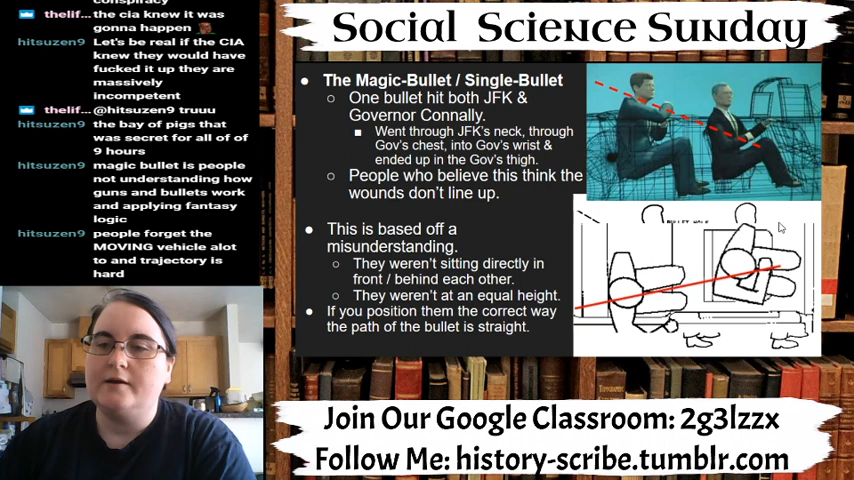 conspiracy
thelif... the cia knew it was
gonna happen
hitsuzen9 Let's be real if the CIA
knew they would have
fucked it up they are
massively
incompetent
thelif... @hitsuzen9 truuu
hitsuzen9 the bay of pigs that
was secret for all of of
9 hours
hitsuzen9 magic bullet is people
not understanding how
guns and bullets work
and applying fantasy
logic
hitsuzen9 people forget the
MOVING vehicle alot
to and trajectory is
hard
Social Science Sunday
● The Magic-Bullet / Single-Bullet
○ One bullet hit both JFK &
Governor Connally.
■ Went through JFK's neck, through
Gov's chest, into Gov's wrist &
ended up in the Gov's thigh.
○ People who believe this think the
wounds don't line up.
● This is based off a
misunderstanding.
○ They weren't sitting directly in
front / behind each other.
○ They weren't at an equal height.
● If you position them the correct way
the path of the bullet is straight.
Join Our Google Classroom: 2g3lzzx
Follow Me: history-scribe.tumblr.com